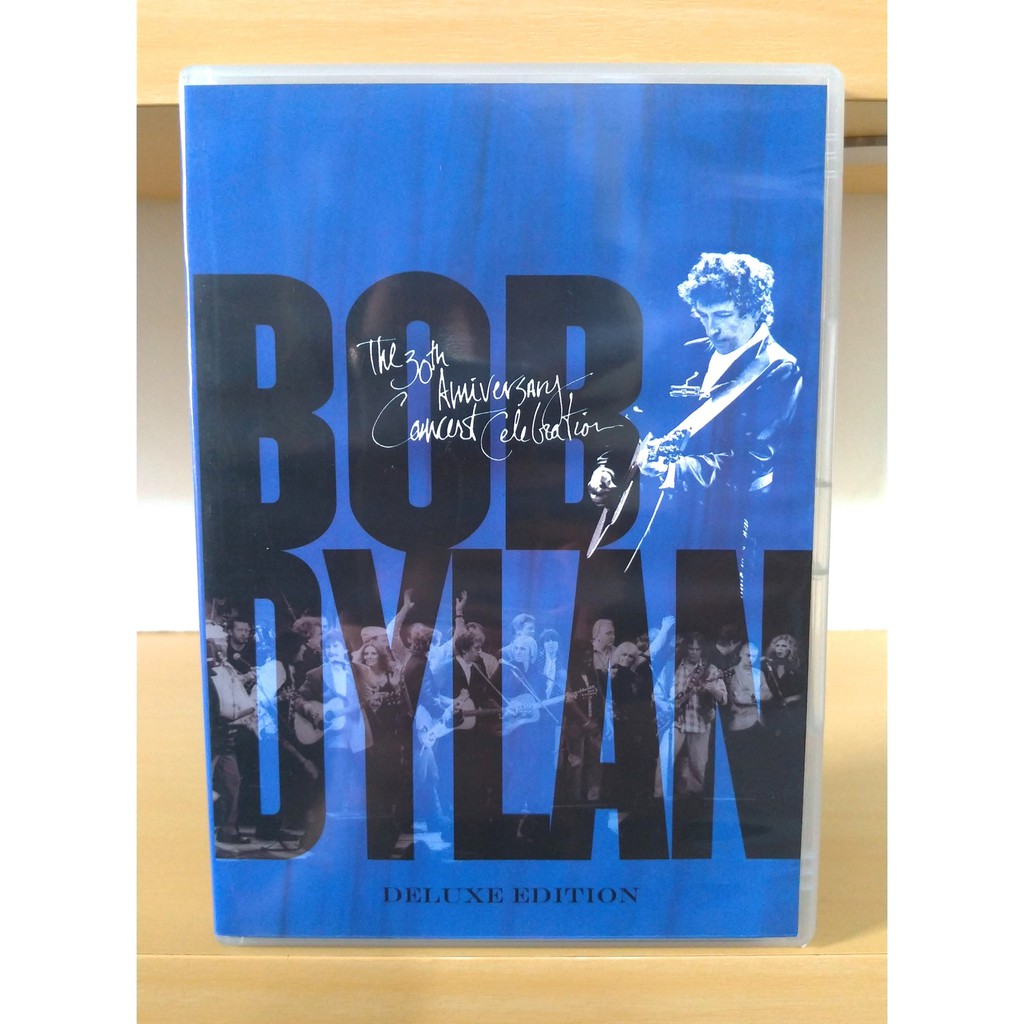 BOB
The 30th
Anniversary
Concert Celebration
DYLAN
DELUXE EDITION